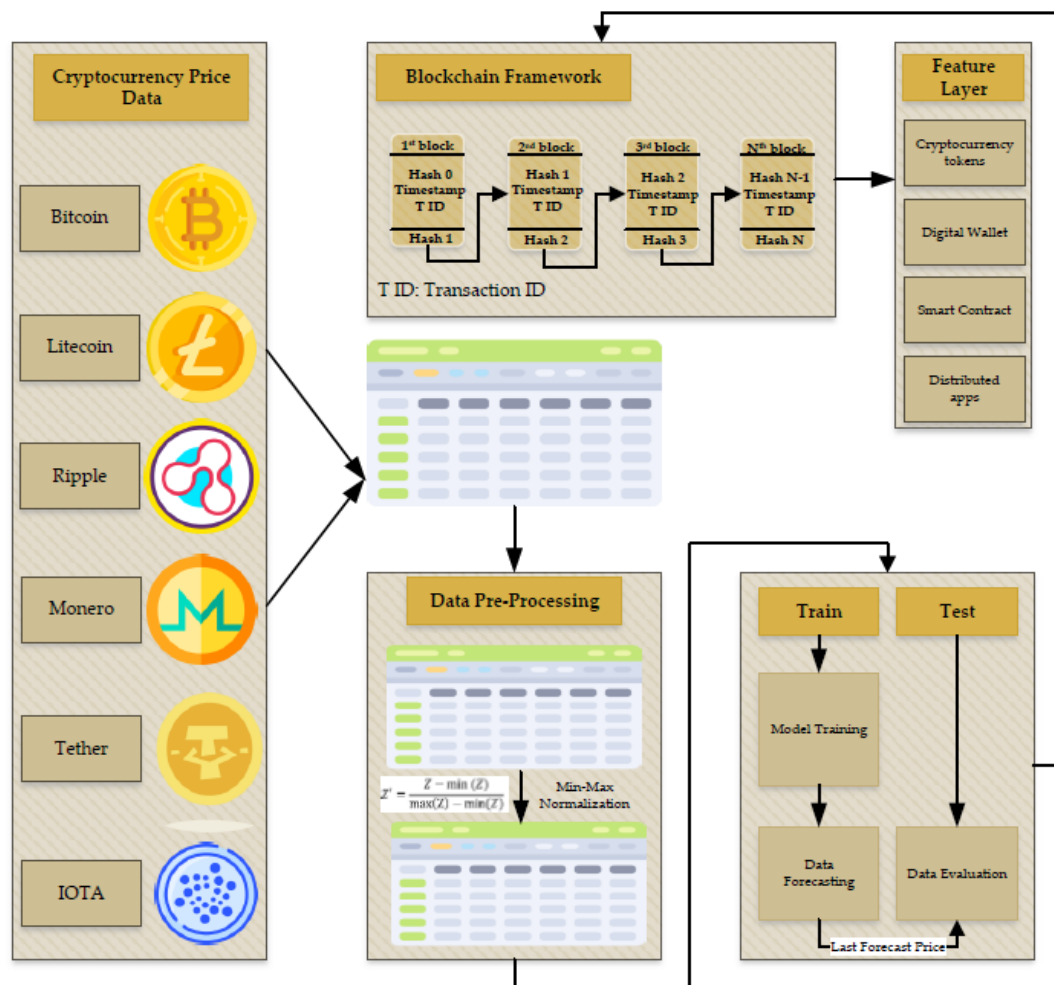 Cryptocurrency Price
Data
Bitcoin
Litecoin
Ripple
Monero
Tether
IOTA
Blockchain Framework
1st block
Hash 0
Timestamp
T ID
Hash 1
2nd block
Hash 1
Timestamp
T ID
Hash 2
3rd block
Hash 2
Timestamp
T ID
Hash 3
Nth block
Hash N-1
Timestamp
T ID
Hash N
T ID: Transaction ID
Feature
Layer
Cryptocurrency
tokens
Digital Wallet
Smart Contract
Distributed
apps
Data Pre-Processing
Z' = (Z − min (Z)) / (max(Z) − min(Z))
Min-Max
Normalization
Train
Model Training
Data
Forecasting
Test
Data Evaluation
Last Forecast Price